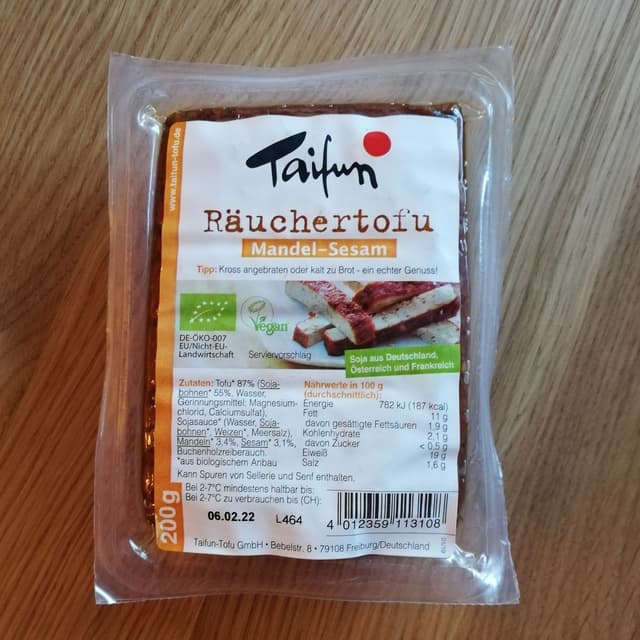 www.taifun-tofu.de
Taifun
Räuchertofu
Mandel-Sesam
Tipp: Kross angebraten oder kalt zu Brot - ein echter Genuss!
DE-ÖKO-007
EU/Nicht-EU-
Landwirtschaft
Vegan
Serviervorschlag
Soja aus Deutschland,
Österreich und Frankreich
Zutaten: Tofu* 87% (Soja-
bohnen* 55%, Wasser,
Gerinnungsmittel: Magnesium-
chlorid, Calciumsulfat),
Sojasauce* (Wasser, Soja-
bohnen*, Weizen*, Meersalz),
Mandeln* 3,4%, Sesam* 3,1%,
Buchenholzreiberauch.
*aus biologischem Anbau
Nährwerte in 100 g
(durchschnittlich):
Energie 782 kJ (187 kcal)
Fett 11 g
davon gesättigte Fettsäuren 1,9 g
Kohlenhydrate 2,1 g
davon Zucker < 0,5 g
Eiweiß 19 g
Salz 1,6 g
Kann Spuren von Sellerie und Senf enthalten.
Bei 2-7°C mindestens haltbar bis:
Bei 2-7°C zu verbrauchen bis (CH):
06.02.22 L464
200g
4 012359 113108
Taifun-Tofu GmbH • Bebelstr. 8 • 79108 Freiburg/Deutschland